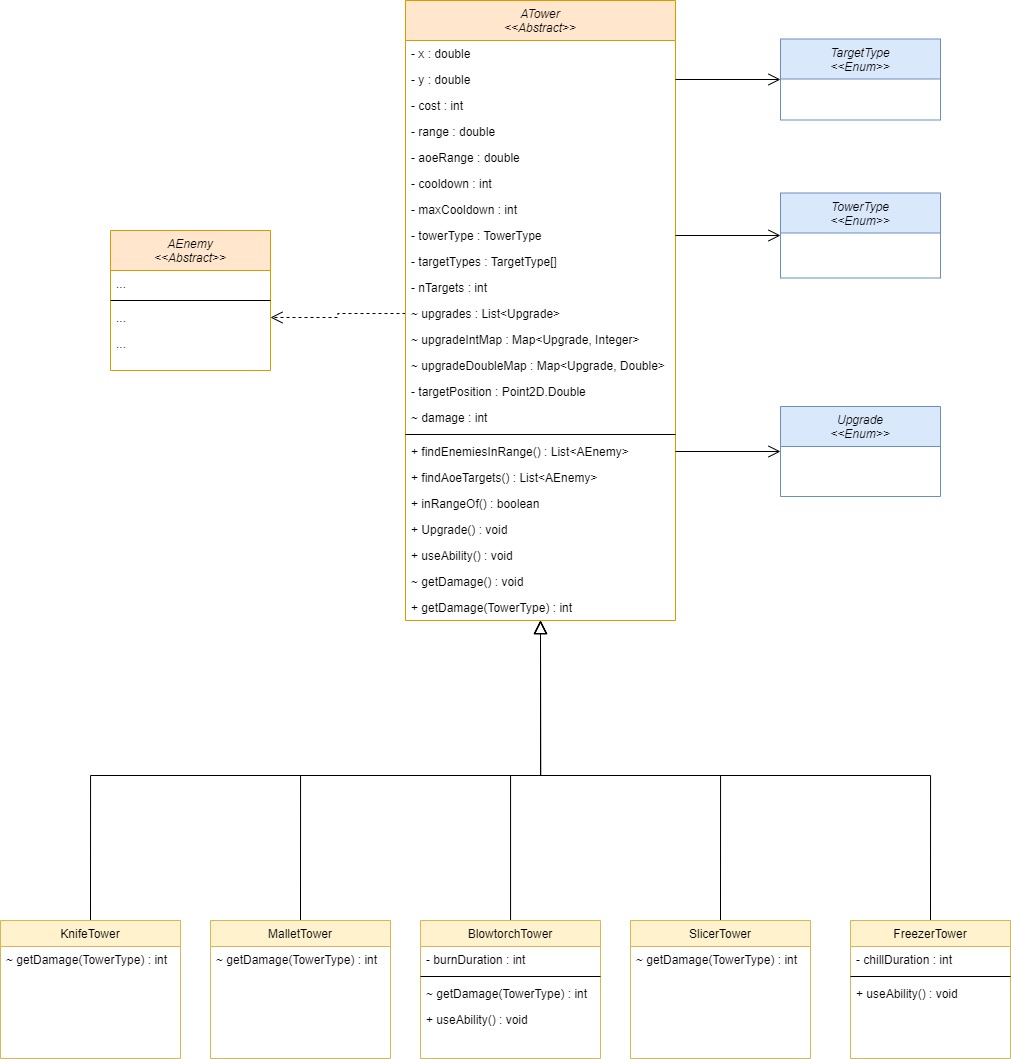 ATower
<<Abstract>>
- x : double
- y : double
- cost : int
- range : double
- aoeRange : double
- cooldown : int
- maxCooldown : int
- towerType : TowerType
- targetTypes : TargetType[]
- nTargets : int
~ upgrades : List<Upgrade>
~ upgradeIntMap : Map<Upgrade, Integer>
~ upgradeDoubleMap : Map<Upgrade, Double>
- targetPosition : Point2D.Double
~ damage : int
+ findEnemiesInRange() : List<AEnemy>
+ findAoeTargets() : List<AEnemy>
+ inRangeOf() : boolean
+ Upgrade() : void
+ useAbility() : void
~ getDamage() : void
+ getDamage(TowerType) : int
TargetType
<<Enum>>
TowerType
<<Enum>>
Upgrade
<<Enum>>
AEnemy
<<Abstract>>
...
...
...
KnifeTower
~ getDamage(TowerType) : int
MalletTower
~ getDamage(TowerType) : int
BlowtorchTower
- burnDuration : int
~ getDamage(TowerType) : int
+ useAbility() : void
SlicerTower
~ getDamage(TowerType) : int
FreezerTower
- chillDuration : int
+ useAbility() : void